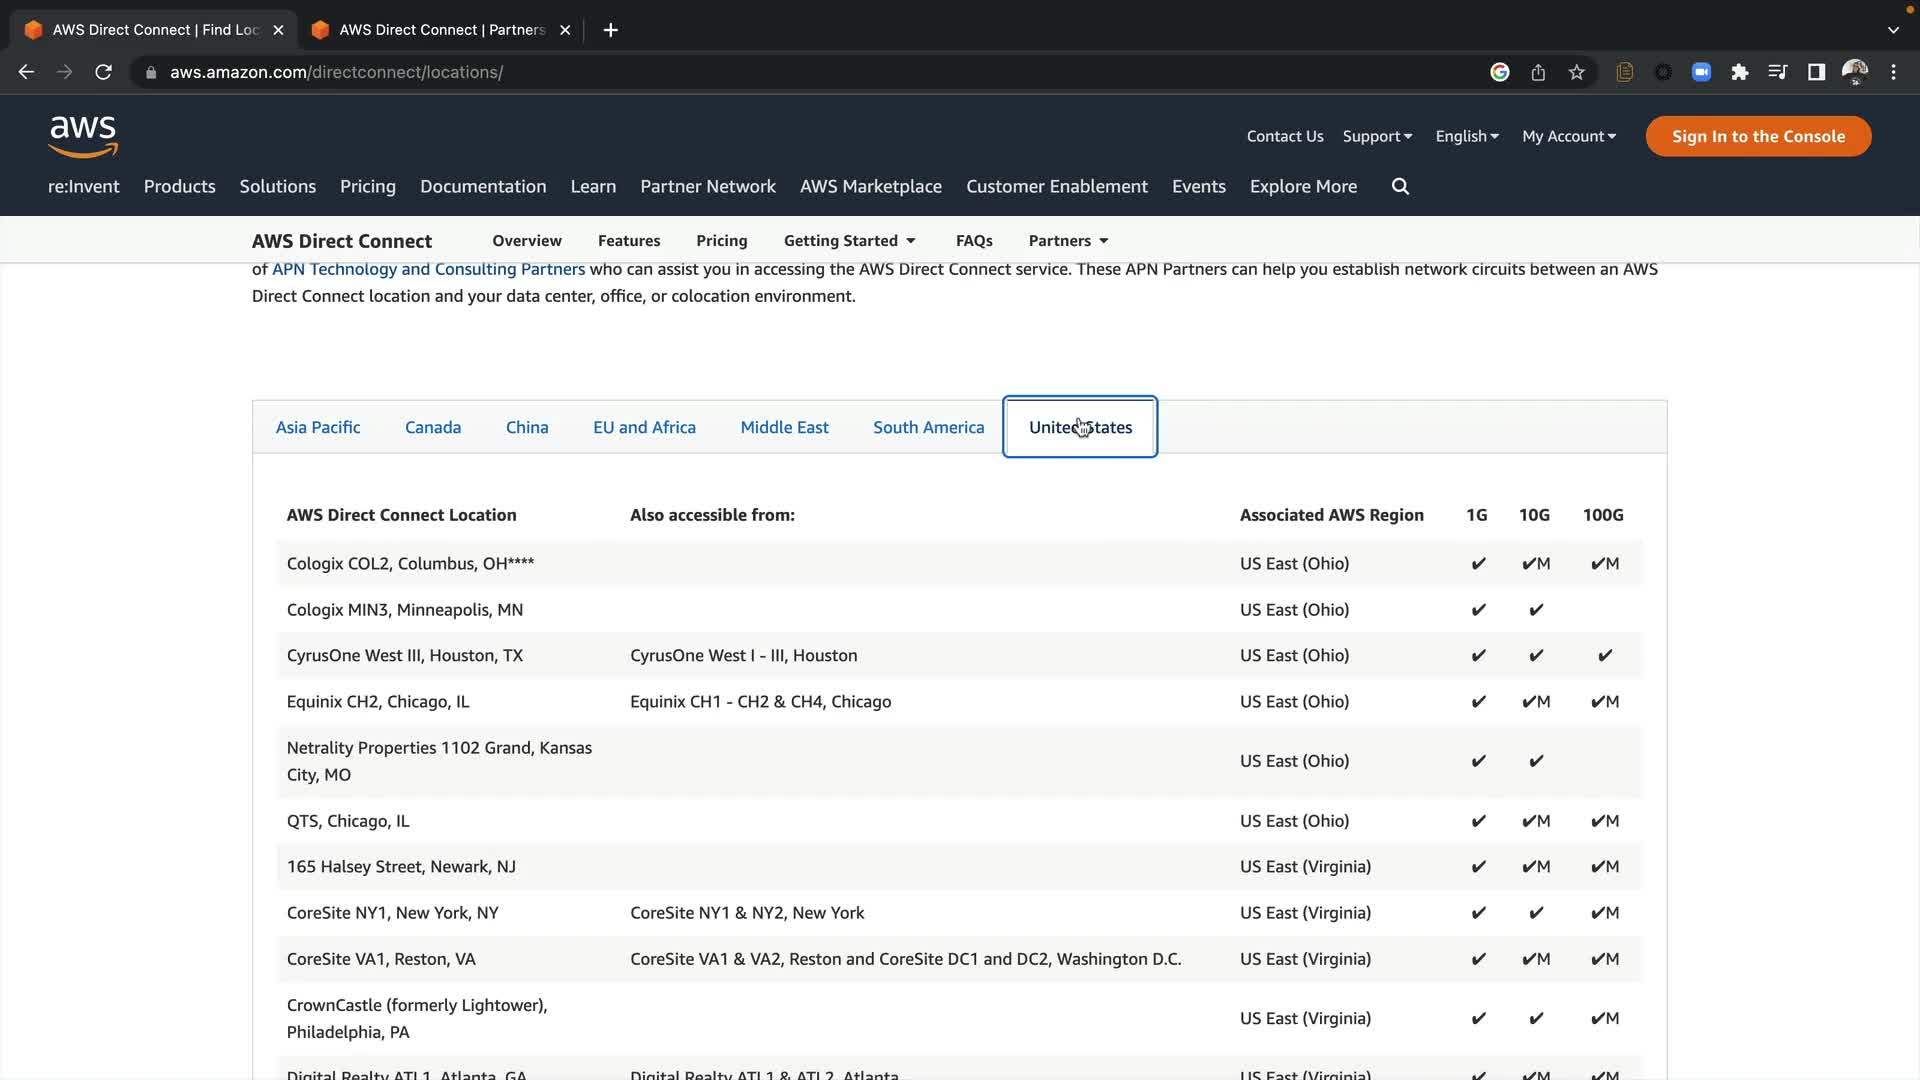 AWS Direct Connect | Find Loc
AWS Direct Connect | Partners
aws.amazon.com/directconnect/locations/
aws
Contact Us Support English My Account Sign In to the Console
re:Invent Products Solutions Pricing Documentation Learn Partner Network AWS Marketplace Customer Enablement Events Explore More
AWS Direct Connect Overview Features Pricing Getting Started FAQs Partners
of APN Technology and Consulting Partners who can assist you in accessing the AWS Direct Connect service. These APN Partners can help you establish network circuits between an AWS
Direct Connect location and your data center, office, or colocation environment.
Asia Pacific Canada China EU and Africa Middle East South America United States
AWS Direct Connect Location Also accessible from: Associated AWS Region 1G 10G 100G
Cologix COL2, Columbus, OH**** US East (Ohio) ✔ ✔M ✔M
Cologix MIN3, Minneapolis, MN US East (Ohio) ✔ ✔
CyrusOne West III, Houston, TX CyrusOne West I - III, Houston US East (Ohio) ✔ ✔ ✔
Equinix CH2, Chicago, IL Equinix CH1 - CH2 & CH4, Chicago US East (Ohio) ✔ ✔M ✔M
Netrality Properties 1102 Grand, Kansas
City, MO US East (Ohio) ✔ ✔
QTS, Chicago, IL US East (Ohio) ✔ ✔M ✔M
165 Halsey Street, Newark, NJ US East (Virginia) ✔ ✔M ✔M
CoreSite NY1, New York, NY CoreSite NY1 & NY2, New York US East (Virginia) ✔ ✔ ✔M
CoreSite VA1, Reston, VA CoreSite VA1 & VA2, Reston and CoreSite DC1 and DC2, Washington D.C. US East (Virginia) ✔ ✔M ✔M
CrownCastle (formerly Lightower),
Philadelphia, PA US East (Virginia) ✔ ✔ ✔M
Digital Realty ATL1, Atlanta, GA Digital Realty ATL1 & ATL2, Atlanta US East (Virginia) ✔ ✔M ✔M